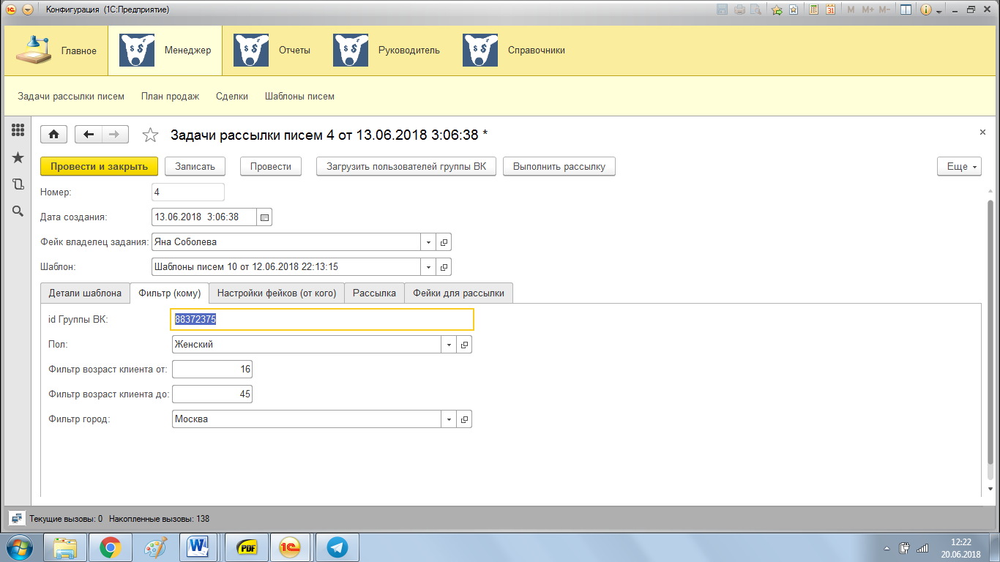 Конфигурация (1С:Предприятие)
M M+ M-
Главное Менеджер Отчеты Руководитель Справочники
Задачи рассылки писем План продаж Сделки Шаблоны писем
Задачи рассылки писем 4 от 13.06.2018 3:06:38 *
Провести и закрыть Записать Провести Загрузить пользователей группы ВК Выполнить рассылку Еще
Номер: 4
Дата создания: 13.06.2018 3:06:38
Фейк владелец задания: Яна Соболева
Шаблон: Шаблоны писем 10 от 12.06.2018 22:13:15
Детали шаблона Фильтр (кому) Настройки фейков (от кого) Рассылка Фейки для рассылки
id Группы ВК: 88372375
Пол: Женский
Фильтр возраст клиента от: 16
Фильтр возраст клиента до: 45
Фильтр город: Москва
Текущие вызовы: 0 Накопленные вызовы: 138
PDF 1С
12:22
20.06.2018